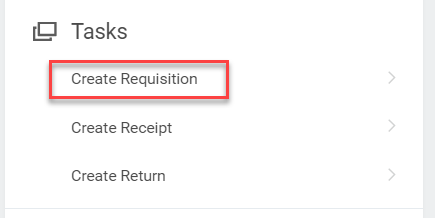 Tasks
Create Requisition
Create Receipt
Create Return